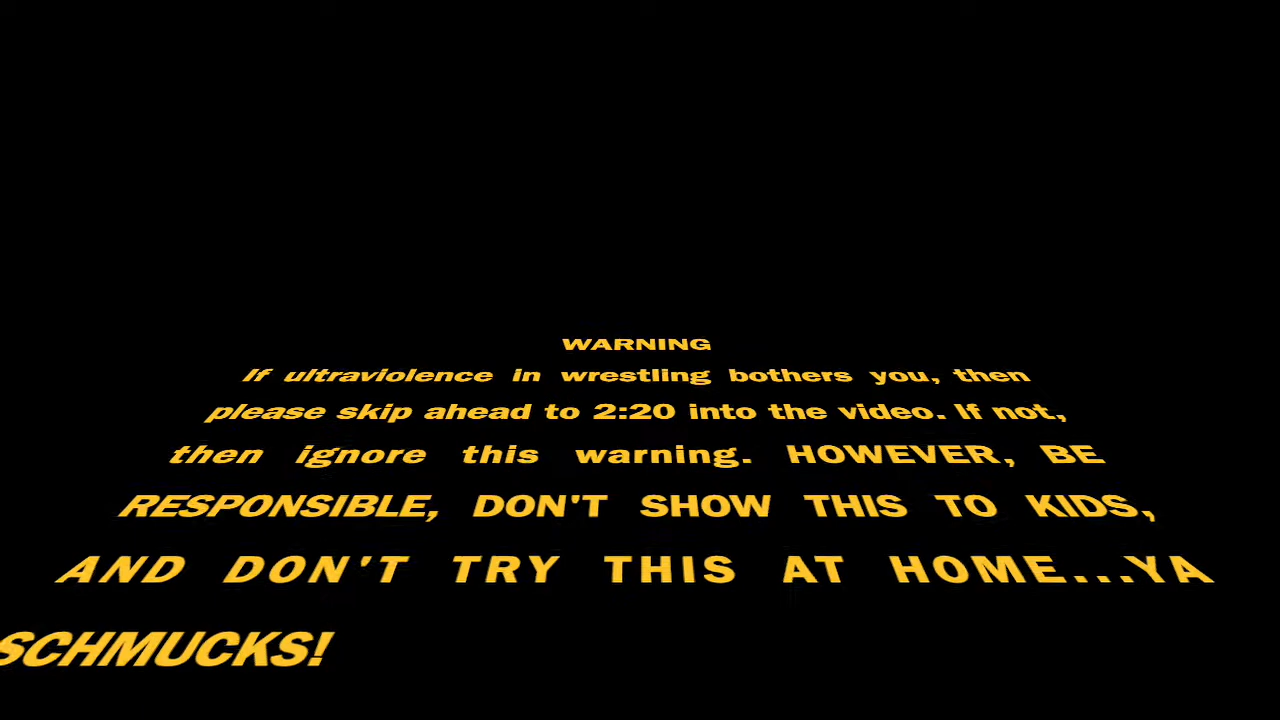 WARNING
If ultraviolence in wrestling bothers you, then
please skip ahead to 2:20 into the video. If not,
then ignore this warning. HOWEVER, BE
RESPONSIBLE, DON'T SHOW THIS TO KIDS,
AND DON'T TRY THIS AT HOME...YA
SCHMUCKS!